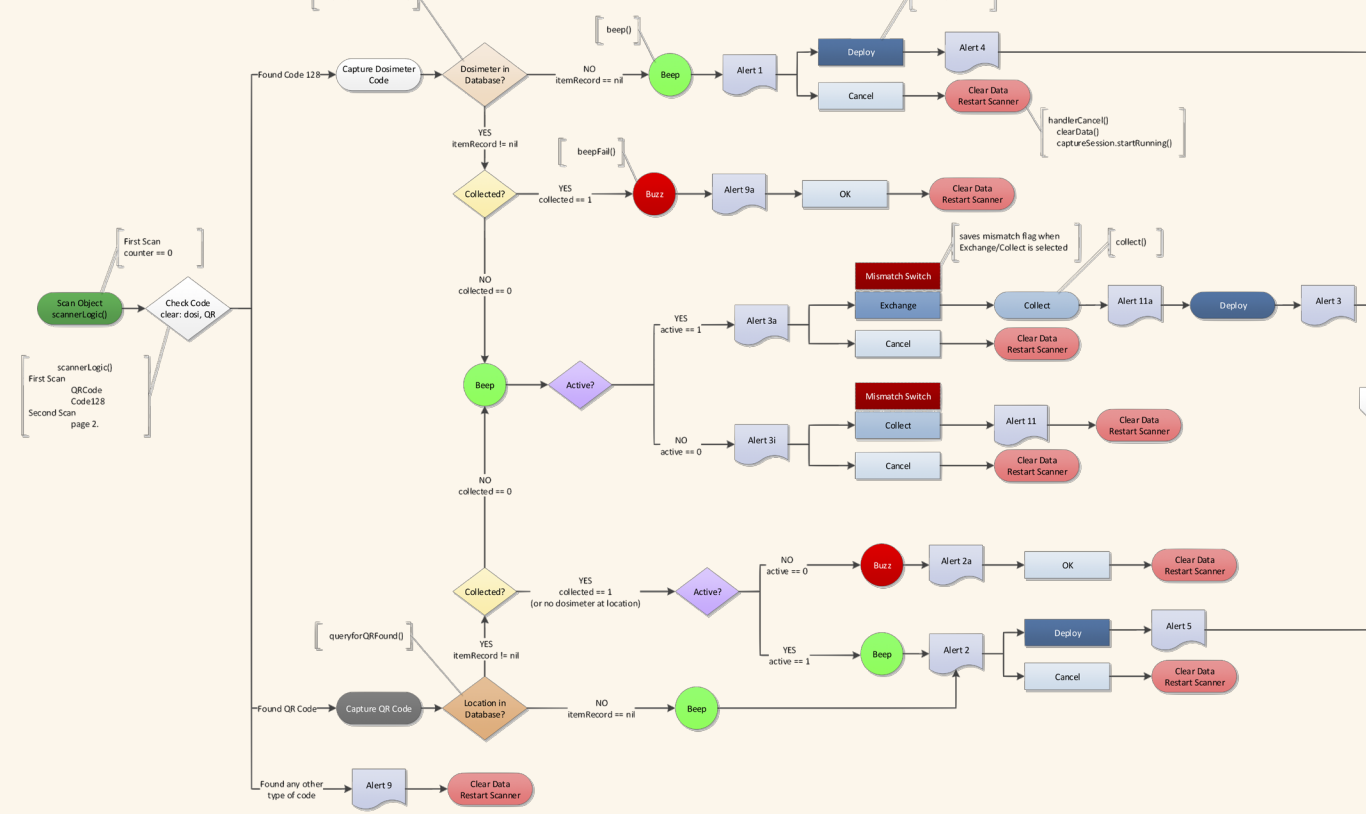 beep()
Found Code 128
Capture Dosimeter
Code
Dosimeter in
Database?
NO
itemRecord == nil
Beep
Alert 1
Deploy
Alert 4
Cancel
Clear Data
Restart Scanner
handlerCancel()
clearData()
captureSession.startRunning()
YES
itemRecord != nil
beepFail()
Collected?
YES
collected == 1
Buzz
Alert 9a
OK
Clear Data
Restart Scanner
First Scan
counter == 0
Scan Object
scannerLogic()
Check Code
clear: dosi, QR
scannerLogic()
First Scan
QRCode
Code128
Second Scan
page 2.
NO
collected == 0
saves mismatch flag when
Exchange/Collect is selected
collect()
Mismatch Switch
Exchange
Collect
Alert 11a
Deploy
Alert 3
YES
active == 1
Alert 3a
Cancel
Clear Data
Restart Scanner
Beep
Active?
Mismatch Switch
Collect
Alert 11
Clear Data
Restart Scanner
NO
active == 0
Alert 3i
Cancel
Clear Data
Restart Scanner
NO
collected == 0
Collected?
YES
collected == 1
(or no dosimeter at location)
Active?
NO
active == 0
Buzz
Alert 2a
OK
Clear Data
Restart Scanner
YES
active == 1
Beep
Alert 2
Deploy
Alert 5
Cancel
Clear Data
Restart Scanner
queryforQRFound()
YES
itemRecord != nil
Found QR Code
Capture QR Code
Location in
Database?
NO
itemRecord == nil
Beep
Found any other
type of code
Alert 9
Clear Data
Restart Scanner